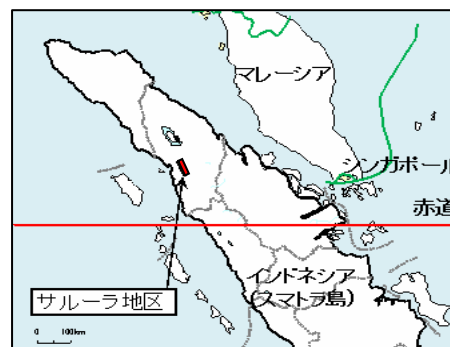 マレーシア
シンガポール
赤道
インドネシア
(スマトラ島)
サルーラ地区
0 100km